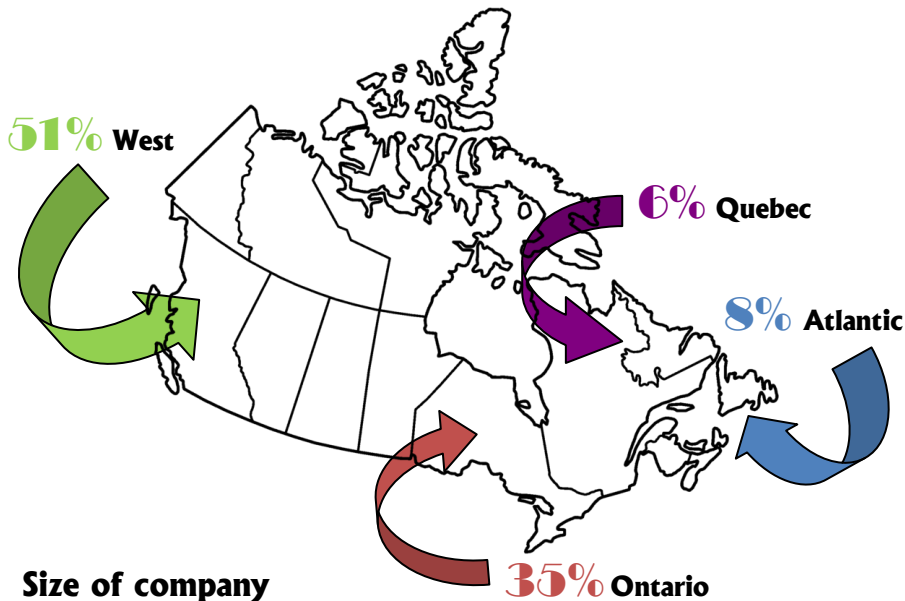 51% West
6% Quebec
8% Atlantic
35% Ontario
Size of company